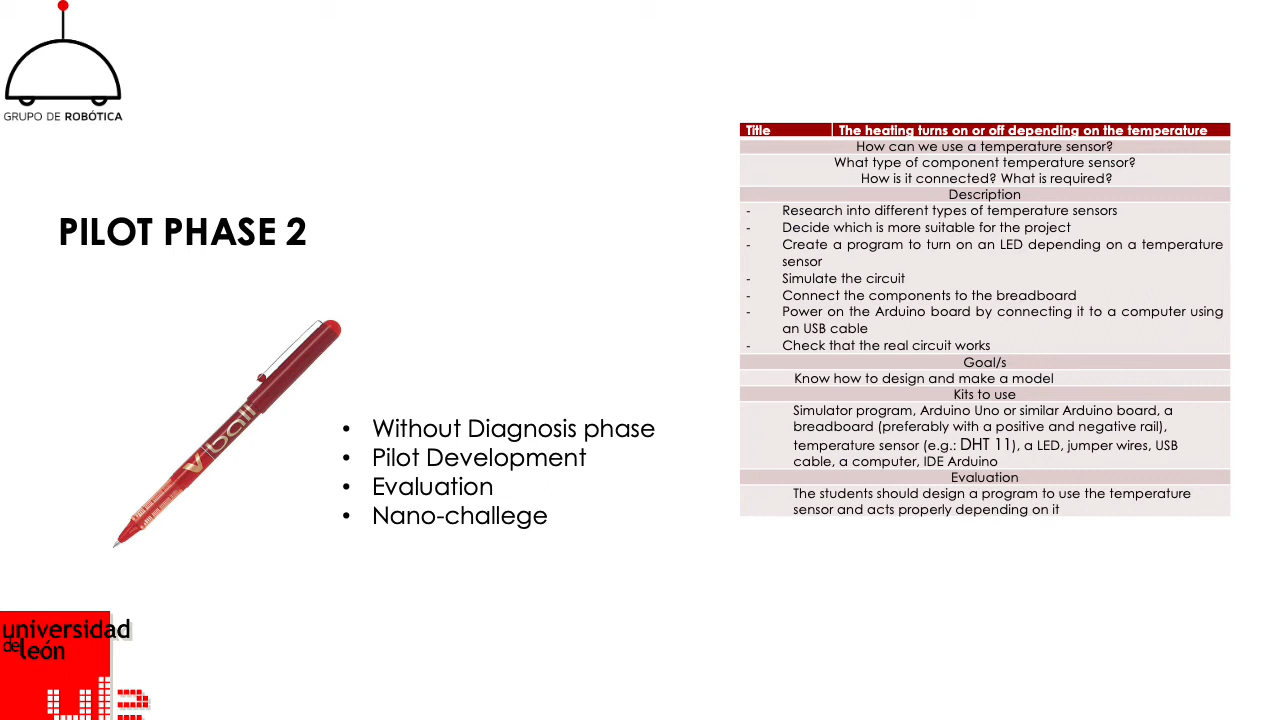 GRUPO DE ROBÓTICA
PILOT PHASE 2
V ball
• Without Diagnosis phase
• Pilot Development
• Evaluation
• Nano-challege
Title The heating turns on or off depending on the temperature
How can we use a temperature sensor?
What type of component temperature sensor?
How is it connected? What is required?
Description
- Research into different types of temperature sensors
- Decide which is more suitable for the project
- Create a program to turn on an LED depending on a temperature
sensor
- Simulate the circuit
- Connect the components to the breadboard
- Power on the Arduino board by connecting it to a computer using
an USB cable
- Check that the real circuit works
Goal/s
Know how to design and make a model
Kits to use
Simulator program, Arduino Uno or similar Arduino board, a
breadboard (preferably with a positive and negative rail),
temperature sensor (e.g.: DHT 11), a LED, jumper wires, USB
cable, a computer, IDE Arduino
Evaluation
The students should design a program to use the temperature
sensor and acts properly depending on it
universidad
de león